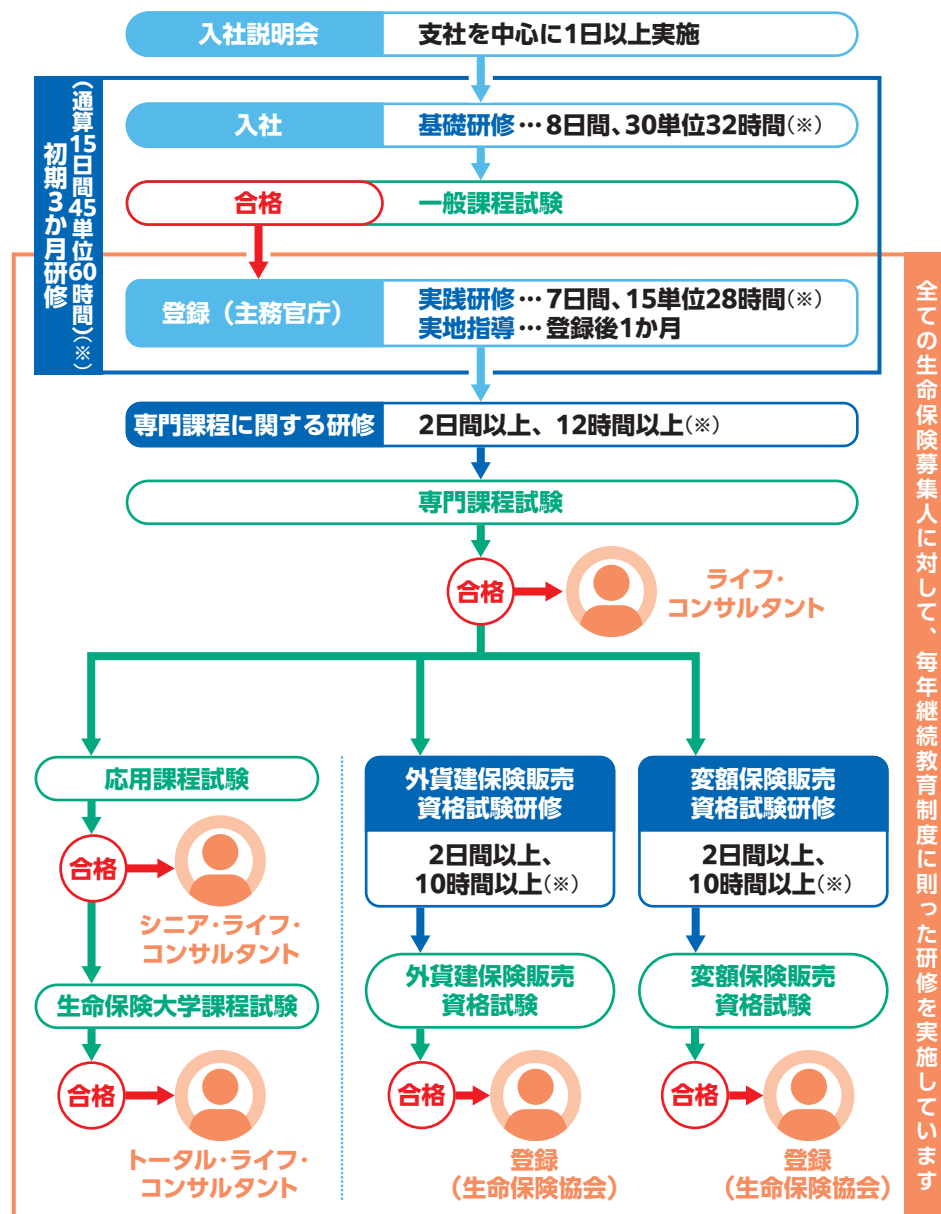 入社説明会 支社を中心に1日以上実施
初期3か月研修
(通算15日間45単位60時間)(※)
入社 基礎研修…8日間、30単位32時間(※)
合格 一般課程試験
登録(主務官庁) 実践研修…7日間、15単位28時間(※)
実地指導…登録後1か月
専門課程に関する研修 2日間以上、12時間以上(※)
専門課程試験
合格
ライフ・
コンサルタント
応用課程試験
合格
シニア・ライフ・
コンサルタント
生命保険大学課程試験
合格
トータル・ライフ・
コンサルタント
外貨建保険販売
資格試験研修
2日間以上、
10時間以上(※)
外貨建保険販売
資格試験
合格
登録
(生命保険協会)
変額保険販売
資格試験研修
2日間以上、
10時間以上(※)
変額保険販売
資格試験
合格
登録
(生命保険協会)
全ての生命保険募集人に対して、毎年継続教育制度に則った研修を実施しています